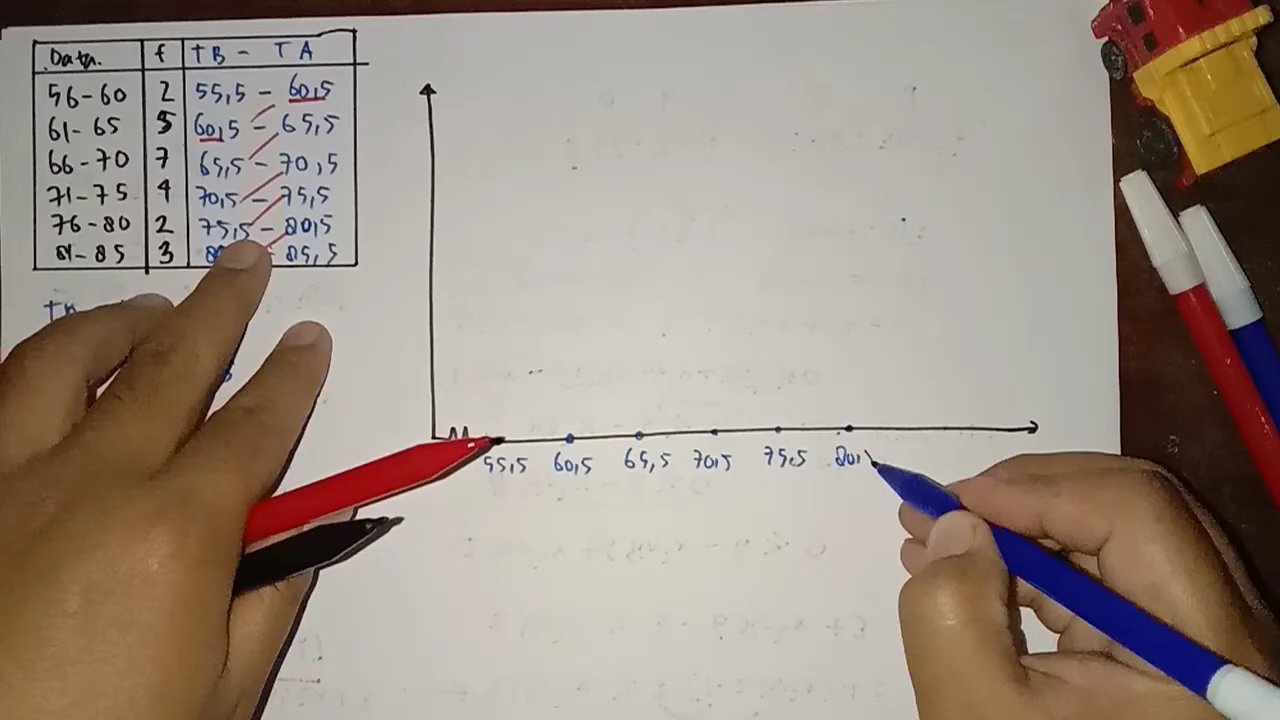 Data f TB - TA
56-60 2 55,5 - 60,5
61-65 5 60,5 - 65,5
66-70 7 65,5 - 70,5
71-75 4 70,5 - 75,5
76-80 2 75,5 - 80,5
81-85 3 85,5
55,5 60,5 65,5 70,5 75,5 80,